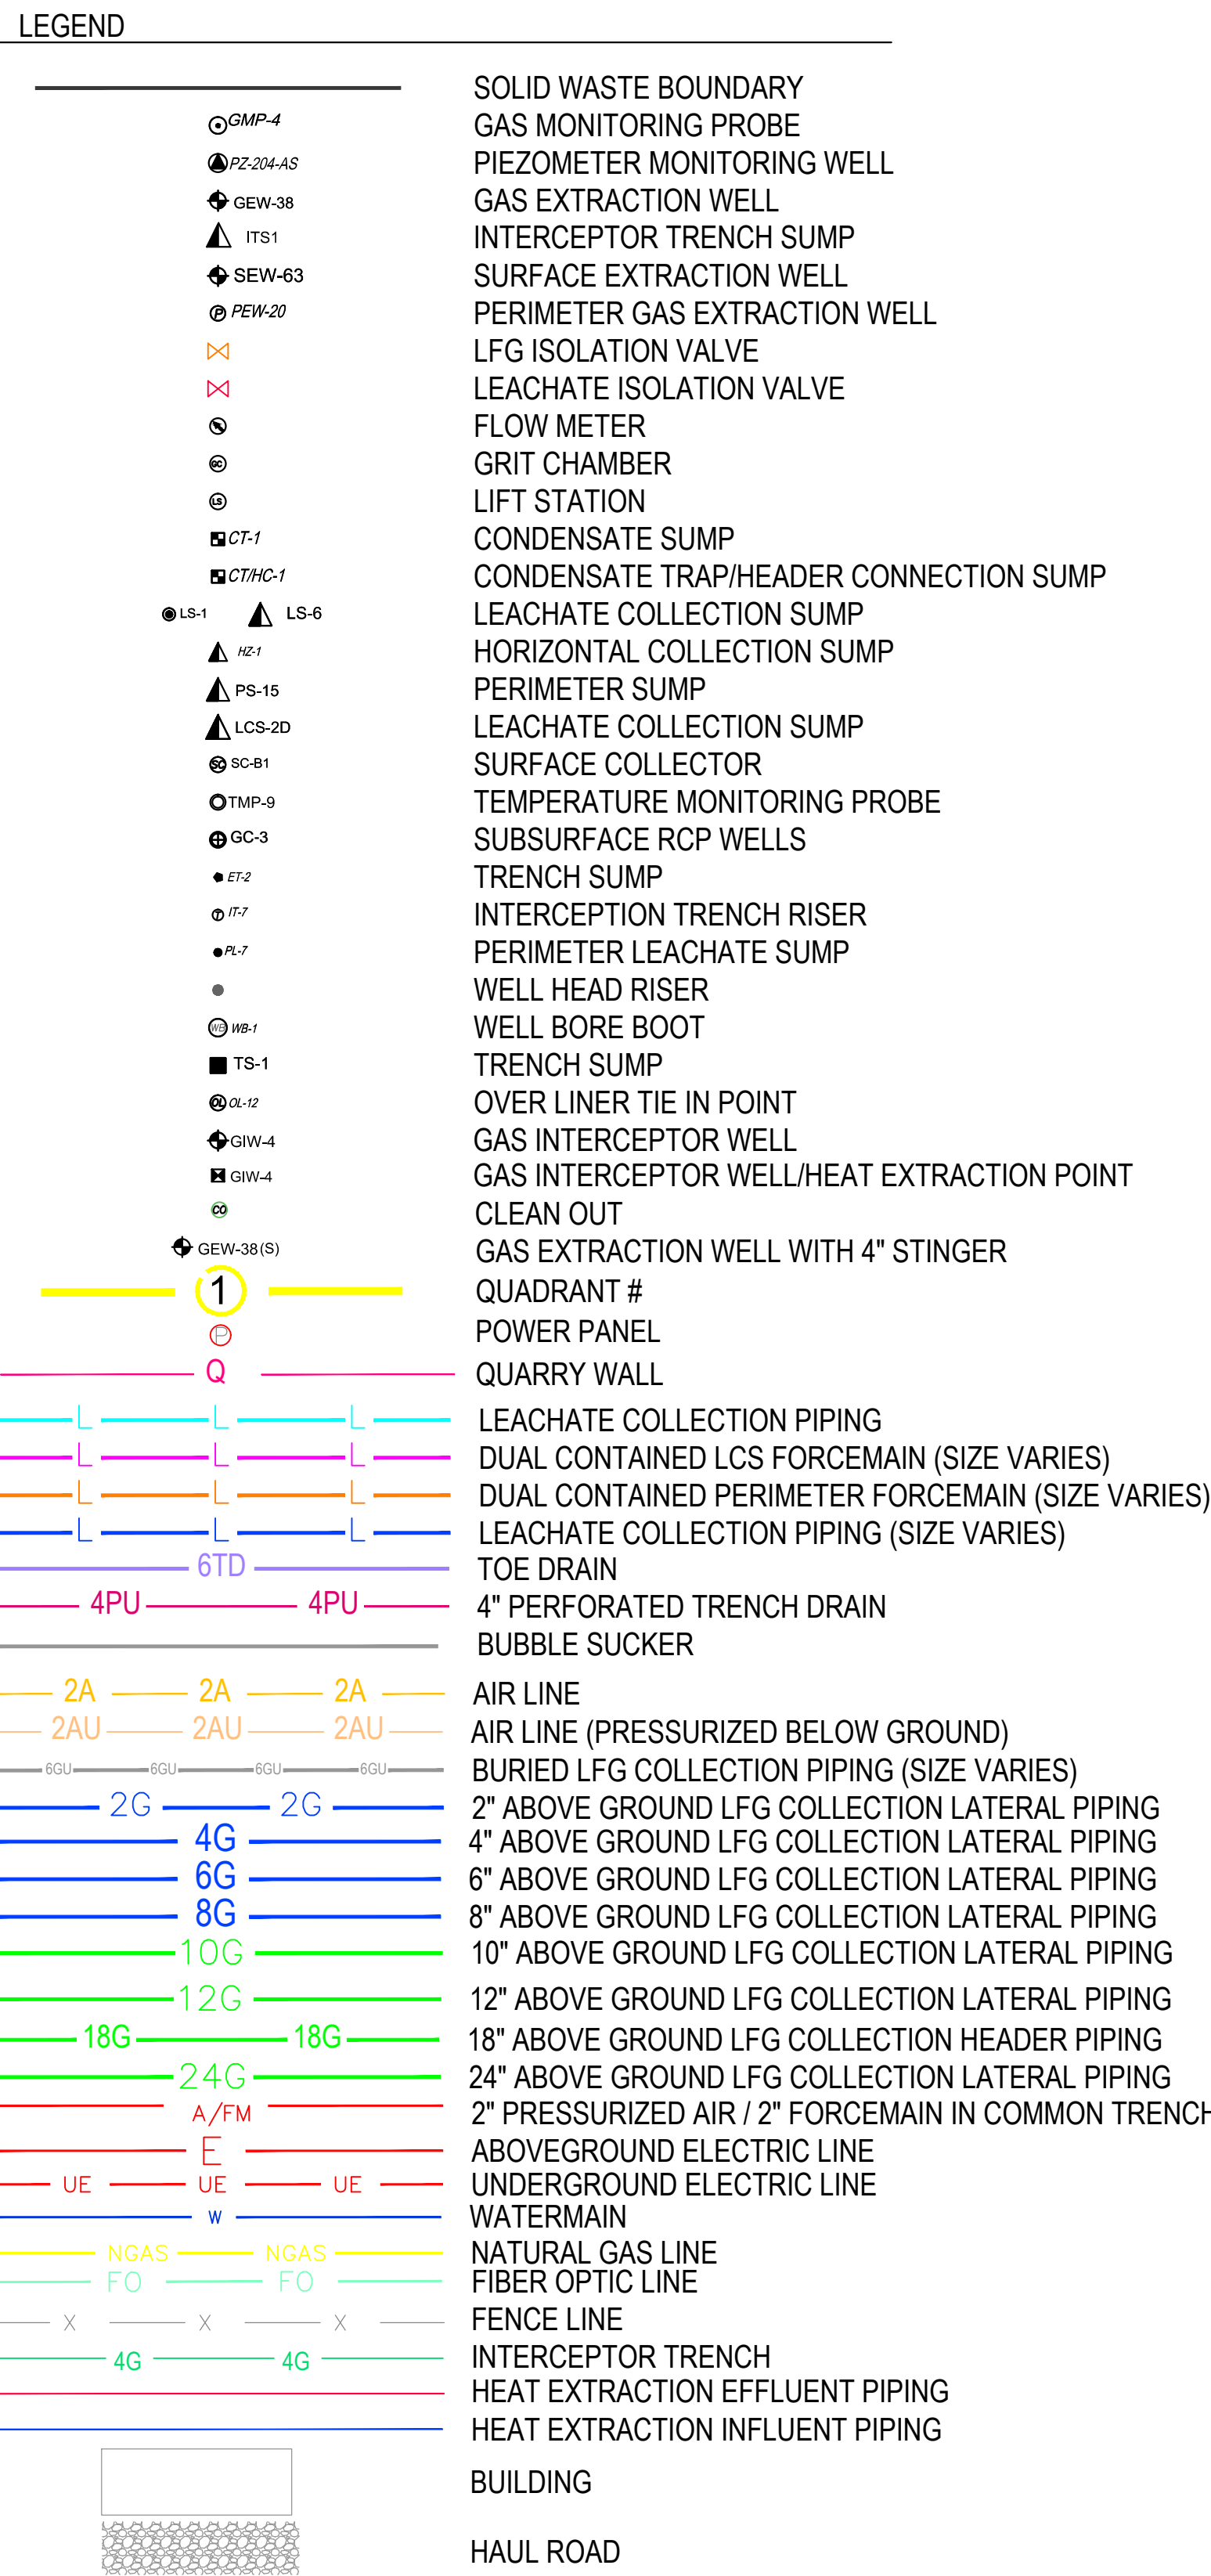 LEGEND
SOLID WASTE BOUNDARY
GMP-4 GAS MONITORING PROBE
PZ-204-AS PIEZOMETER MONITORING WELL
GEW-38 GAS EXTRACTION WELL
ITS1 INTERCEPTOR TRENCH SUMP
SEW-63 SURFACE EXTRACTION WELL
P PEW-20 PERIMETER GAS EXTRACTION WELL
LFG ISOLATION VALVE
LEACHATE ISOLATION VALVE
FLOW METER
GC GRIT CHAMBER
LS LIFT STATION
CT-1 CONDENSATE SUMP
CT/HC-1 CONDENSATE TRAP/HEADER CONNECTION SUMP
LS-1 LS-6 LEACHATE COLLECTION SUMP
HZ-1 HORIZONTAL COLLECTION SUMP
PS-15 PERIMETER SUMP
LCS-2D LEACHATE COLLECTION SUMP
SC SC-B1 SURFACE COLLECTOR
TMP-9 TEMPERATURE MONITORING PROBE
GC-3 SUBSURFACE RCP WELLS
ET-2 TRENCH SUMP
T IT-7 INTERCEPTION TRENCH RISER
PL-7 PERIMETER LEACHATE SUMP
WELL HEAD RISER
WB WB-1 WELL BORE BOOT
TS-1 TRENCH SUMP
OL OL-12 OVER LINER TIE IN POINT
GIW-4 GAS INTERCEPTOR WELL
GIW-4 GAS INTERCEPTOR WELL/HEAT EXTRACTION POINT
CO CLEAN OUT
GEW-38(S) GAS EXTRACTION WELL WITH 4" STINGER
1 QUADRANT #
P POWER PANEL
Q QUARRY WALL
L L L LEACHATE COLLECTION PIPING
L L L DUAL CONTAINED LCS FORCEMAIN (SIZE VARIES)
L L L DUAL CONTAINED PERIMETER FORCEMAIN (SIZE VARIES)
L L L LEACHATE COLLECTION PIPING (SIZE VARIES)
6TD TOE DRAIN
4PU 4PU 4" PERFORATED TRENCH DRAIN
BUBBLE SUCKER
2A 2A 2A AIR LINE
2AU 2AU 2AU AIR LINE (PRESSURIZED BELOW GROUND)
6GU 6GU 6GU 6GU BURIED LFG COLLECTION PIPING (SIZE VARIES)
2G 2G 2" ABOVE GROUND LFG COLLECTION LATERAL PIPING
4G 4" ABOVE GROUND LFG COLLECTION LATERAL PIPING
6G 6" ABOVE GROUND LFG COLLECTION LATERAL PIPING
8G 8" ABOVE GROUND LFG COLLECTION LATERAL PIPING
10G 10" ABOVE GROUND LFG COLLECTION LATERAL PIPING
12G 12" ABOVE GROUND LFG COLLECTION LATERAL PIPING
18G 18G 18" ABOVE GROUND LFG COLLECTION HEADER PIPING
24G 24" ABOVE GROUND LFG COLLECTION LATERAL PIPING
A/FM 2" PRESSURIZED AIR / 2" FORCEMAIN IN COMMON TRENCH
E ABOVEGROUND ELECTRIC LINE
UE UE UE UNDERGROUND ELECTRIC LINE
W WATERMAIN
NGAS NGAS NATURAL GAS LINE
FO FO FIBER OPTIC LINE
X X X FENCE LINE
4G 4G INTERCEPTOR TRENCH
HEAT EXTRACTION EFFLUENT PIPING
HEAT EXTRACTION INFLUENT PIPING
BUILDING
HAUL ROAD